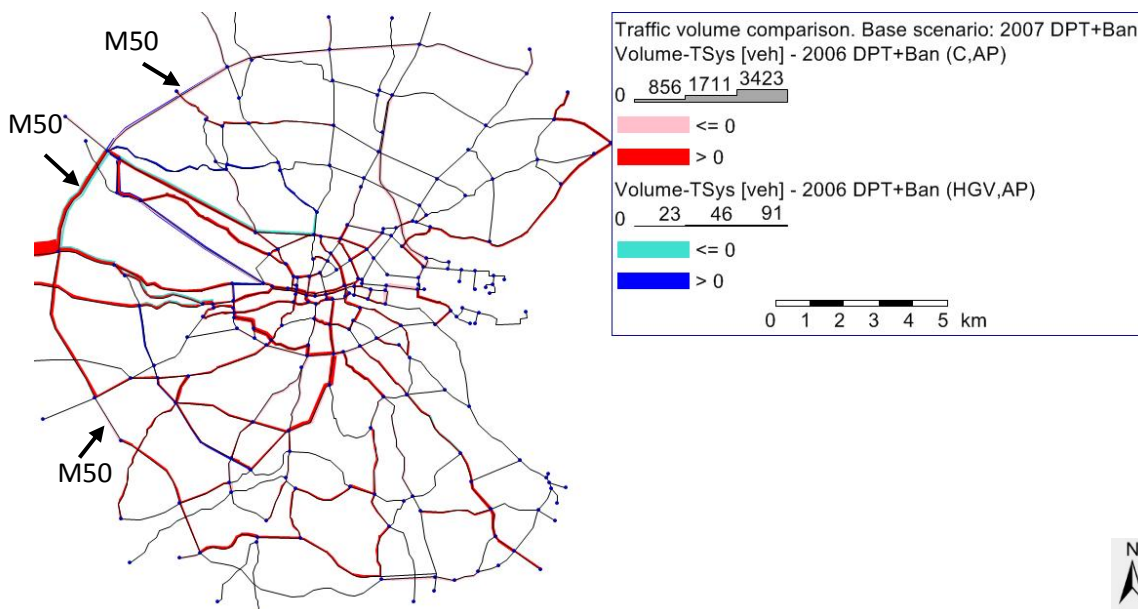 M50
M50
M50
Traffic volume comparison. Base scenario: 2007 DPT+Ban
Volume-TSys [veh] - 2006 DPT+Ban (C,AP)
0 856 1711 3423
<= 0
> 0
Volume-TSys [veh] - 2006 DPT+Ban (HGV,AP)
0 23 46 91
<= 0
> 0
0 1 2 3 4 5 km
N